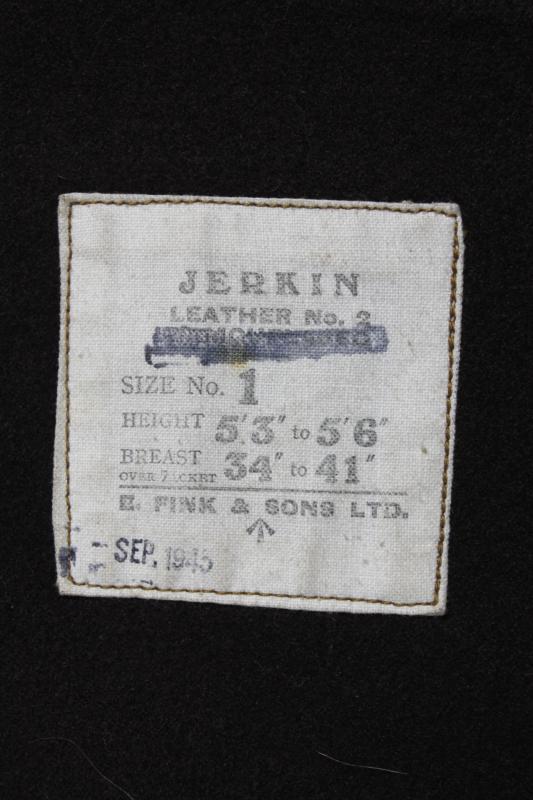 JERKIN
LEATHER No. 2
SIZE No. 1
HEIGHT 5'3" to 5'6"
BREAST 34" to 41"
OVER JACKET
E. FINK & SONS LTD.
SEP. 1945